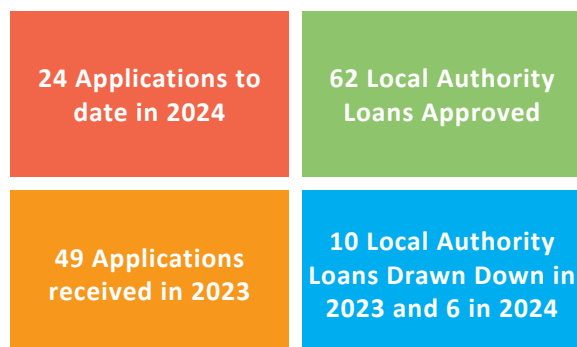 24 Applications to
date in 2024
62 Local Authority
Loans Approved
49 Applications
received in 2023
10 Local Authority
Loans Drawn Down in
2023 and 6 in 2024